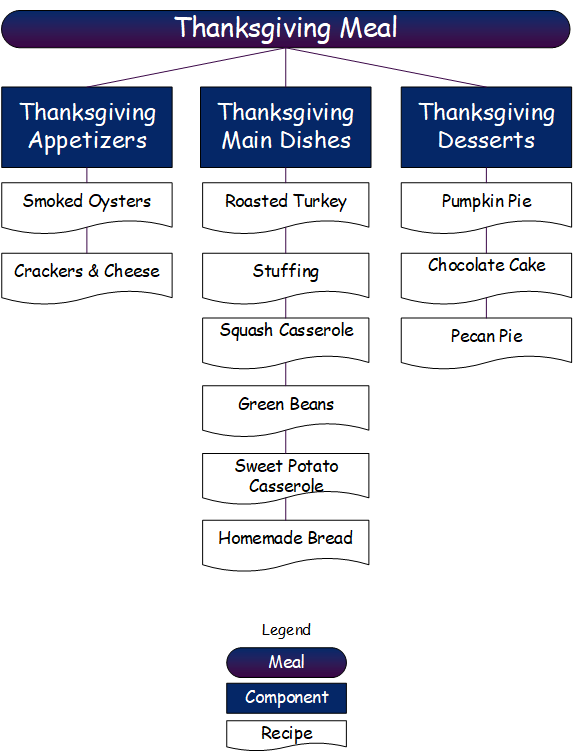 Thanksgiving Meal
Thanksgiving
Appetizers
Thanksgiving
Main Dishes
Thanksgiving
Desserts
Smoked Oysters
Crackers & Cheese
Roasted Turkey
Stuffing
Squash Casserole
Green Beans
Sweet Potato
Casserole
Homemade Bread
Pumpkin Pie
Chocolate Cake
Pecan Pie
Legend
Meal
Component
Recipe